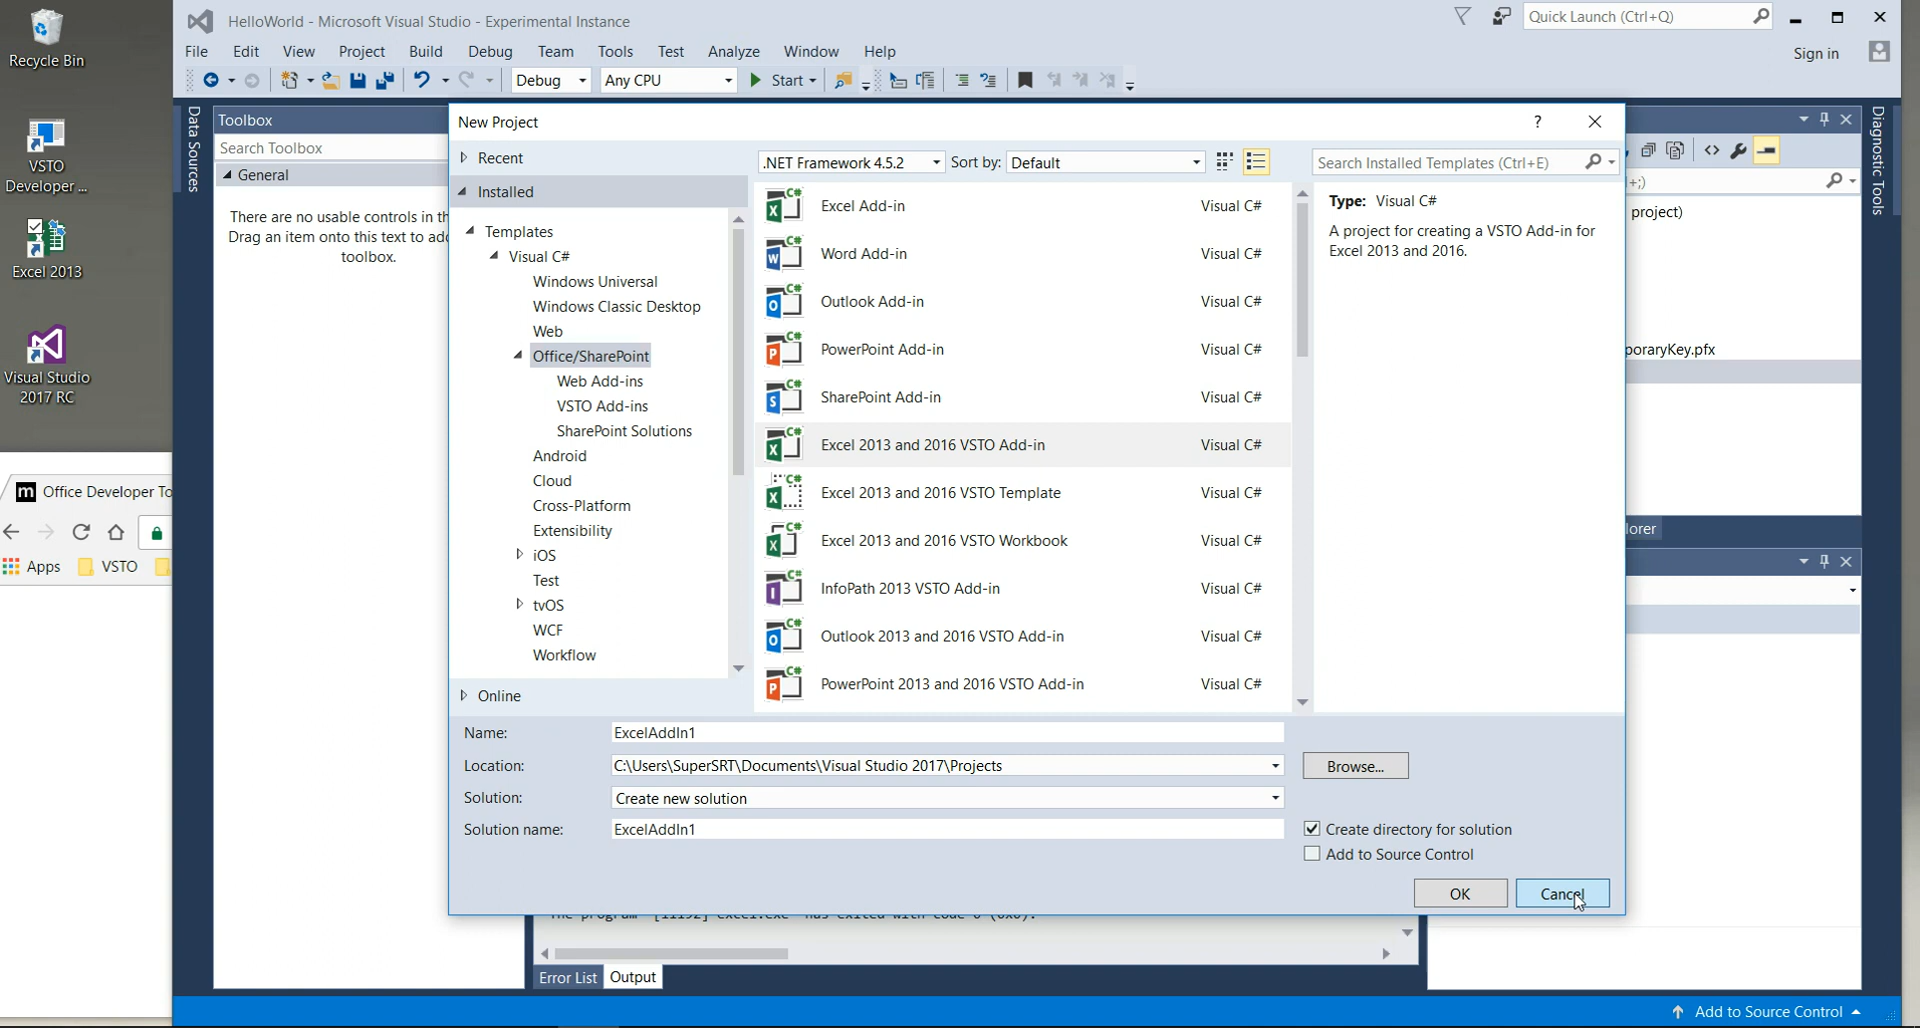 Recycle Bin
VSTO
Developer ...
Excel 2013
Visual Studio
2017 RC
Office Developer To
Apps
VSTO
HelloWorld - Microsoft Visual Studio - Experimental Instance
Quick Launch (Ctrl+Q)
File Edit View Project Build Debug Team Tools Test Analyze Window Help
Sign in
Debug Any CPU Start
Data Sources
Toolbox
Search Toolbox
General
There are no usable controls in th
Drag an item onto this text to add
toolbox.
New Project
?
Recent
Installed
Templates
Visual C#
Windows Universal
Windows Classic Desktop
Web
Office/SharePoint
Web Add-ins
VSTO Add-ins
SharePoint Solutions
Android
Cloud
Cross-Platform
Extensibility
iOS
Test
tvOS
WCF
Workflow
Online
.NET Framework 4.5.2 Sort by: Default
Search Installed Templates (Ctrl+E)
Excel Add-in Visual C#
Word Add-in Visual C#
Outlook Add-in Visual C#
PowerPoint Add-in Visual C#
SharePoint Add-in Visual C#
Excel 2013 and 2016 VSTO Add-in Visual C#
Excel 2013 and 2016 VSTO Template Visual C#
Excel 2013 and 2016 VSTO Workbook Visual C#
InfoPath 2013 VSTO Add-in Visual C#
Outlook 2013 and 2016 VSTO Add-in Visual C#
PowerPoint 2013 and 2016 VSTO Add-in Visual C#
Type: Visual C#
A project for creating a VSTO Add-in for
Excel 2013 and 2016.
Name: ExcelAddIn1
Location: C:\Users\SuperSRT\Documents\Visual Studio 2017\Projects
Browse...
Solution: Create new solution
Solution name: ExcelAddIn1
Create directory for solution
Add to Source Control
OK Cancel
+;)
project)
poraryKey.pfx
lorer
Diagnostic Tools
Error List Output
Add to Source Control